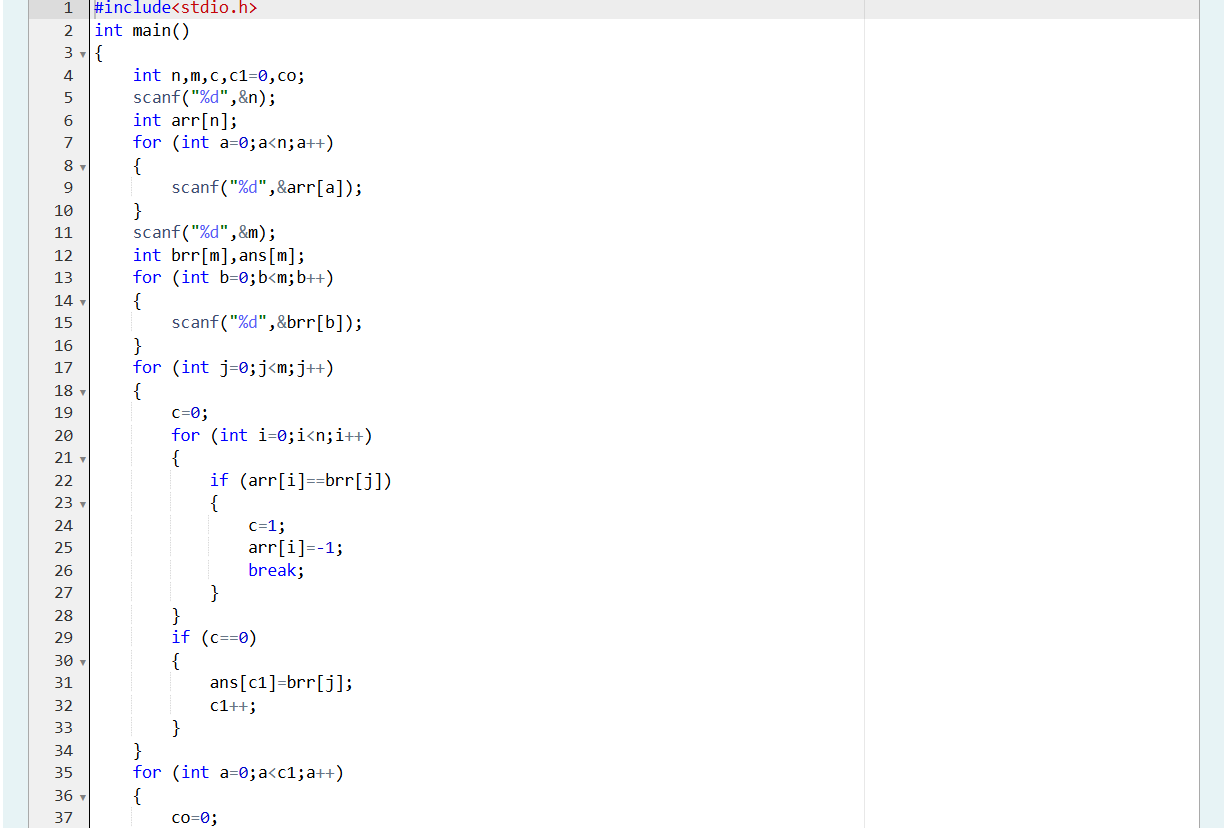 1 #include<stdio.h>
2 int main()
3 {
4     int n,m,c,c1=0,co;
5     scanf("%d",&n);
6     int arr[n];
7     for (int a=0;a<n;a++)
8     {
9         scanf("%d",&arr[a]);
10     }
11     scanf("%d",&m);
12     int brr[m],ans[m];
13     for (int b=0;b<m;b++)
14     {
15         scanf("%d",&brr[b]);
16     }
17     for (int j=0;j<m;j++)
18     {
19         c=0;
20         for (int i=0;i<n;i++)
21         {
22             if (arr[i]==brr[j])
23             {
24                 c=1;
25                 arr[i]=-1;
26                 break;
27             }
28         }
29         if (c==0)
30         {
31             ans[c1]=brr[j];
32             c1++;
33         }
34     }
35     for (int a=0;a<c1;a++)
36     {
37         co=0;